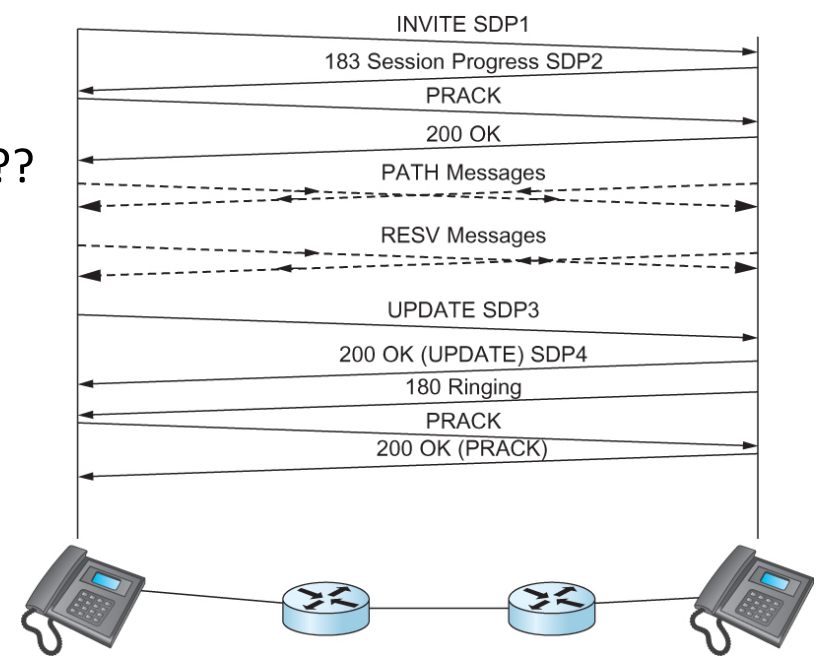 INVITE SDP1
183 Session Progress SDP2
PRACK
200 OK
??
PATH Messages
RESV Messages
UPDATE SDP3
200 OK (UPDATE) SDP4
180 Ringing
PRACK
200 OK (PRACK)